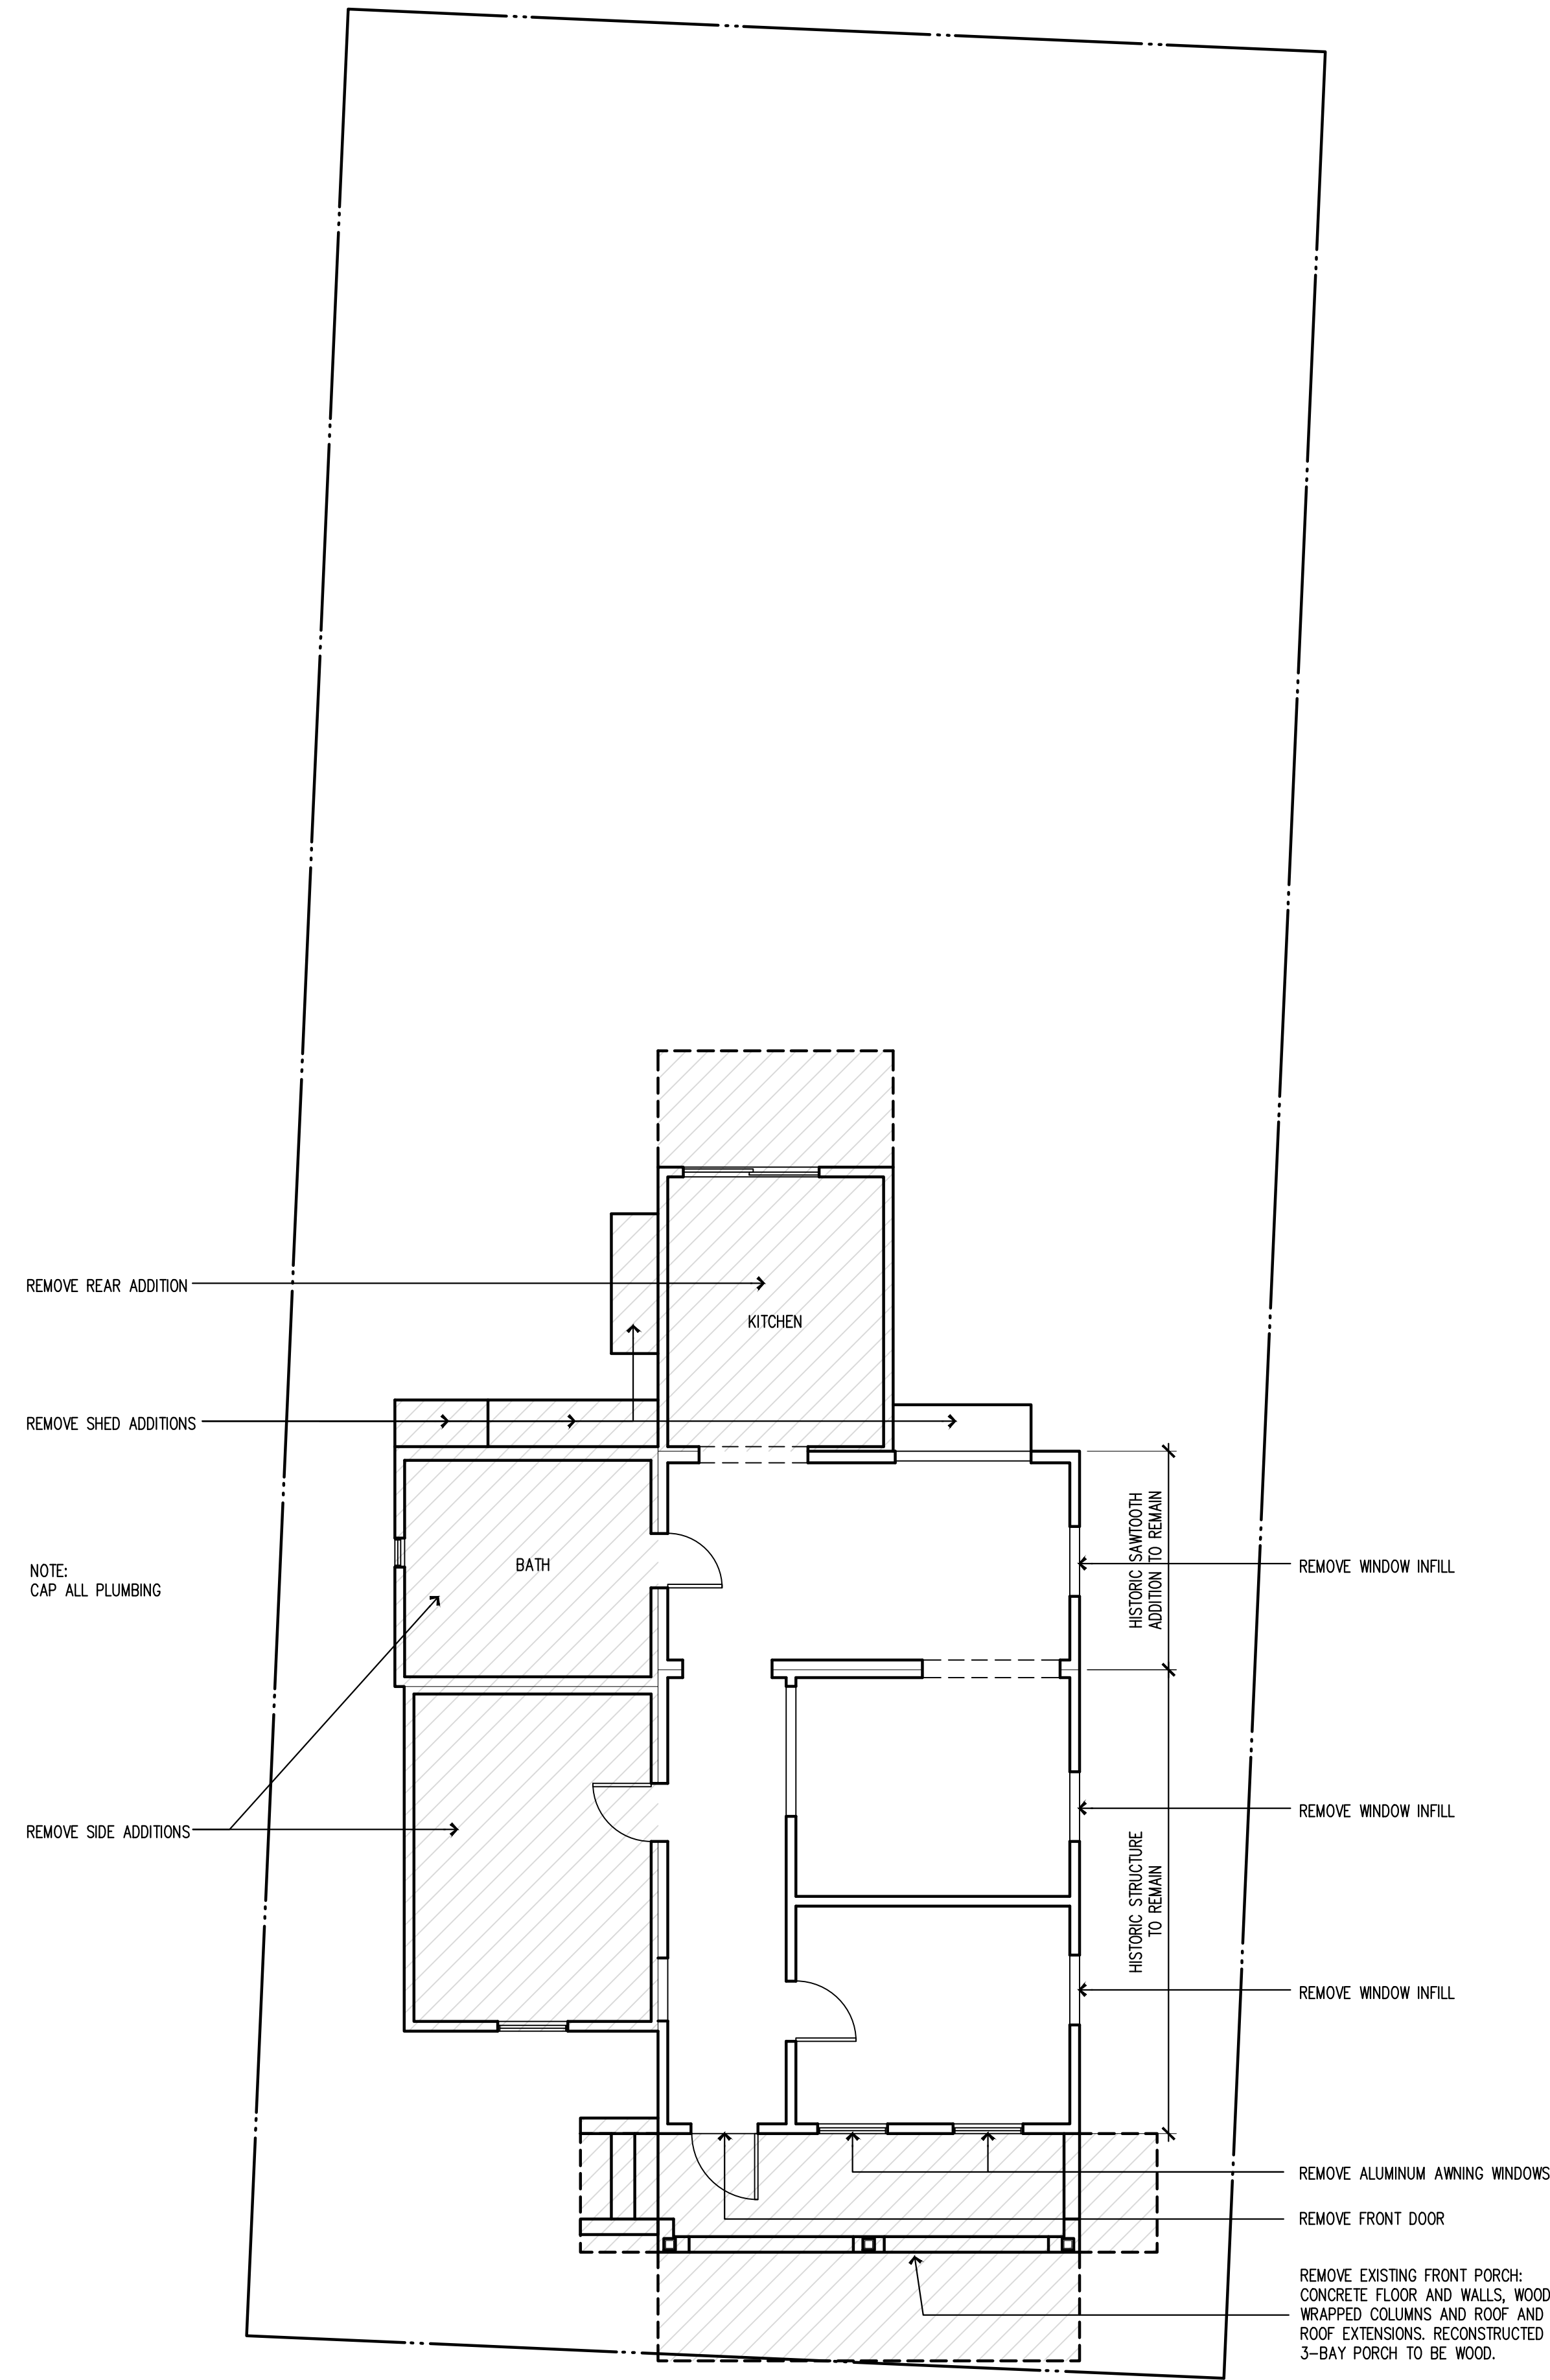 REMOVE REAR ADDITION
KITCHEN
REMOVE SHED ADDITIONS
HISTORIC SAWTOOTH
ADDITION TO REMAIN
NOTE:
CAP ALL PLUMBING
BATH
REMOVE WINDOW INFILL
REMOVE SIDE ADDITIONS
REMOVE WINDOW INFILL
HISTORIC STRUCTURE
TO REMAIN
REMOVE WINDOW INFILL
REMOVE ALUMINUM AWNING WINDOWS
REMOVE FRONT DOOR
REMOVE EXISTING FRONT PORCH:
CONCRETE FLOOR AND WALLS, WOOD
WRAPPED COLUMNS AND ROOF AND
ROOF EXTENSIONS. RECONSTRUCTED
3-BAY PORCH TO BE WOOD.